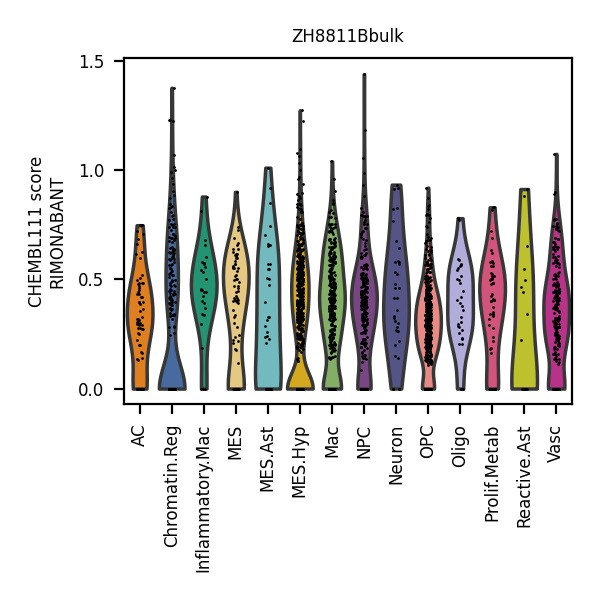 ZH8811Bbulk
CHEMBL111 score
RIMONABANT
1.5
1.0
0.5
0.0
AC
Chromatin.Reg
Inflammatory.Mac
MES
MES.Ast
MES.Hyp
Mac
NPC
Neuron
OPC
Oligo
Prolif.Metab
Reactive.Ast
Vasc